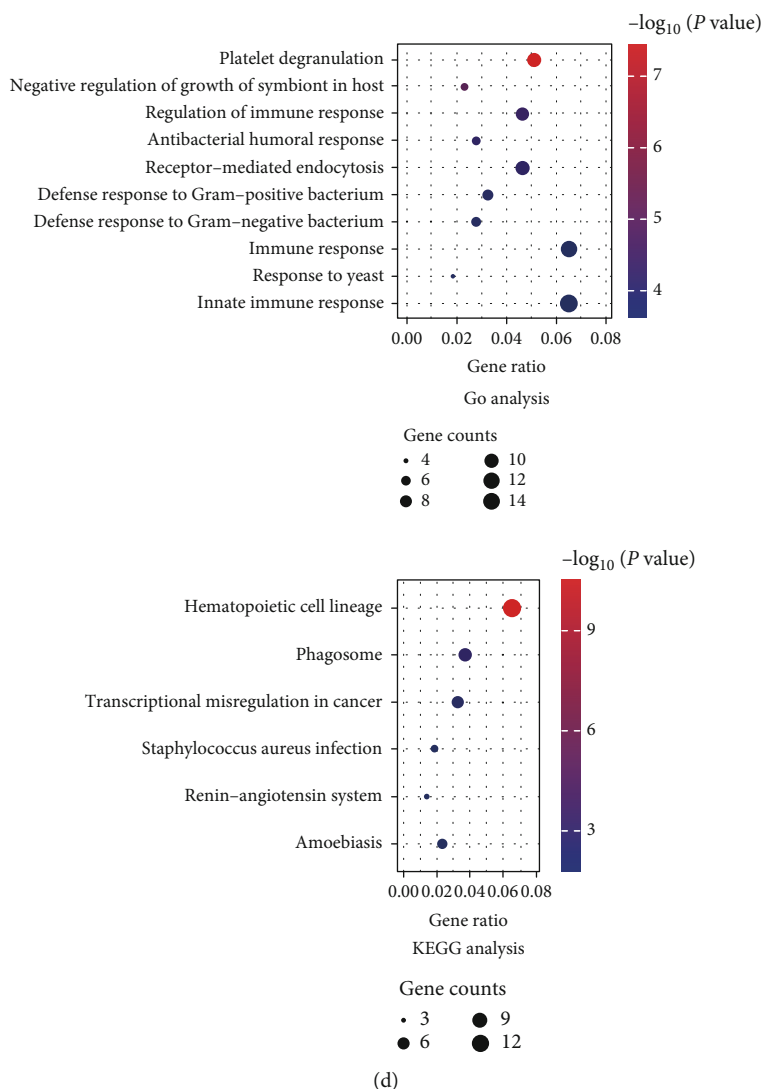 –log10 (P value)
Platelet degranulation
Negative regulation of growth of symbiont in host
Regulation of immune response
Antibacterial humoral response
Receptor–mediated endocytosis
Defense response to Gram–positive bacterium
Defense response to Gram–negative bacterium
Immune response
Response to yeast
Innate immune response
7
6
5
4
0.00 0.02 0.04 0.06 0.08
Gene ratio
Go analysis
Gene counts
4 10
6 12
8 14
–log10 (P value)
Hematopoietic cell lineage
Phagosome
Transcriptional misregulation in cancer
Staphylococcus aureus infection
Renin–angiotensin system
Amoebiasis
9
6
3
0.00 0.02 0.04 0.06 0.08
Gene ratio
KEGG analysis
Gene counts
3 9
6 12
(d)